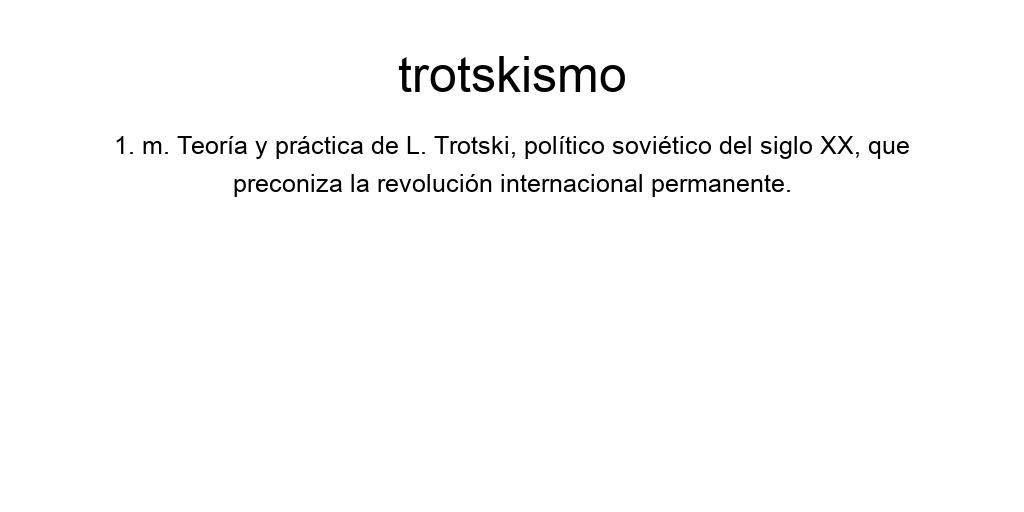 trotskismo
1. m. Teoría y práctica de L. Trotski, político soviético del siglo XX, que
preconiza la revolución internacional permanente.